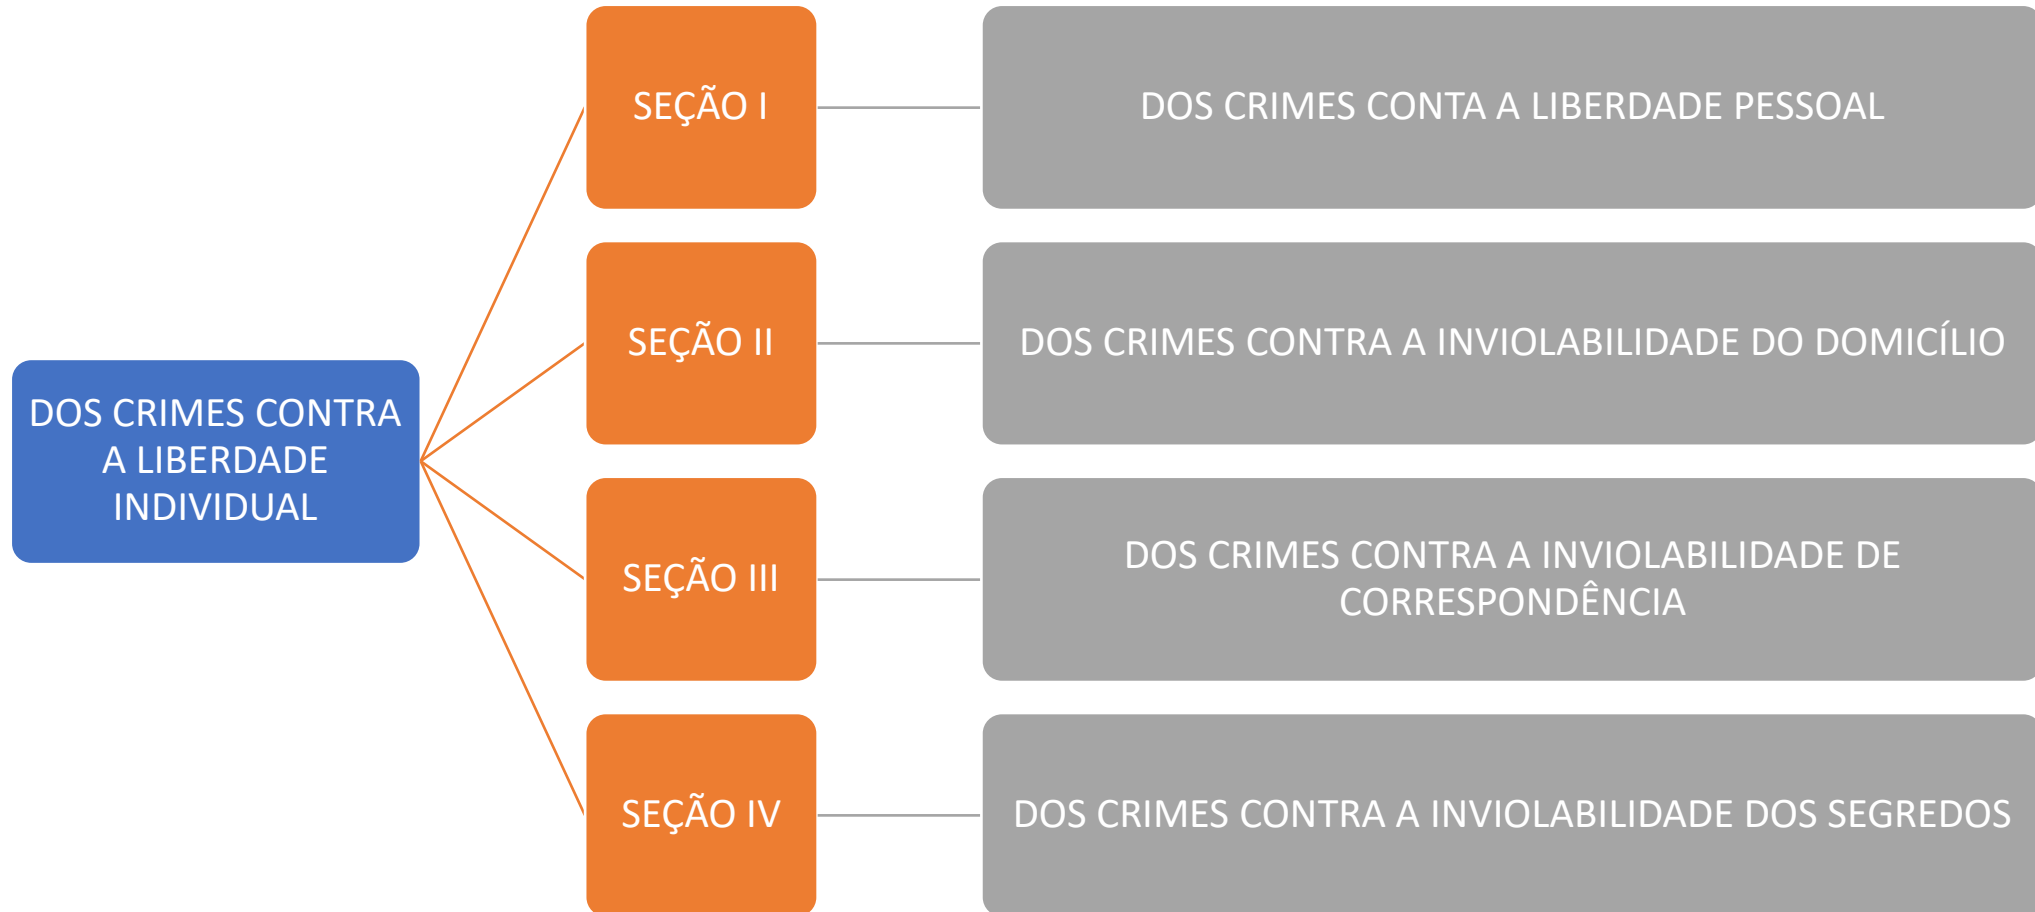 DOS CRIMES CONTRA
A LIBERDADE
INDIVIDUAL
SEÇÃO I
DOS CRIMES CONTA A LIBERDADE PESSOAL
SEÇÃO II
DOS CRIMES CONTRA A INVIOLABILIDADE DO DOMICÍLIO
SEÇÃO III
DOS CRIMES CONTRA A INVIOLABILIDADE DE
CORRESPONDÊNCIA
SEÇÃO IV
DOS CRIMES CONTRA A INVIOLABILIDADE DOS SEGREDOS